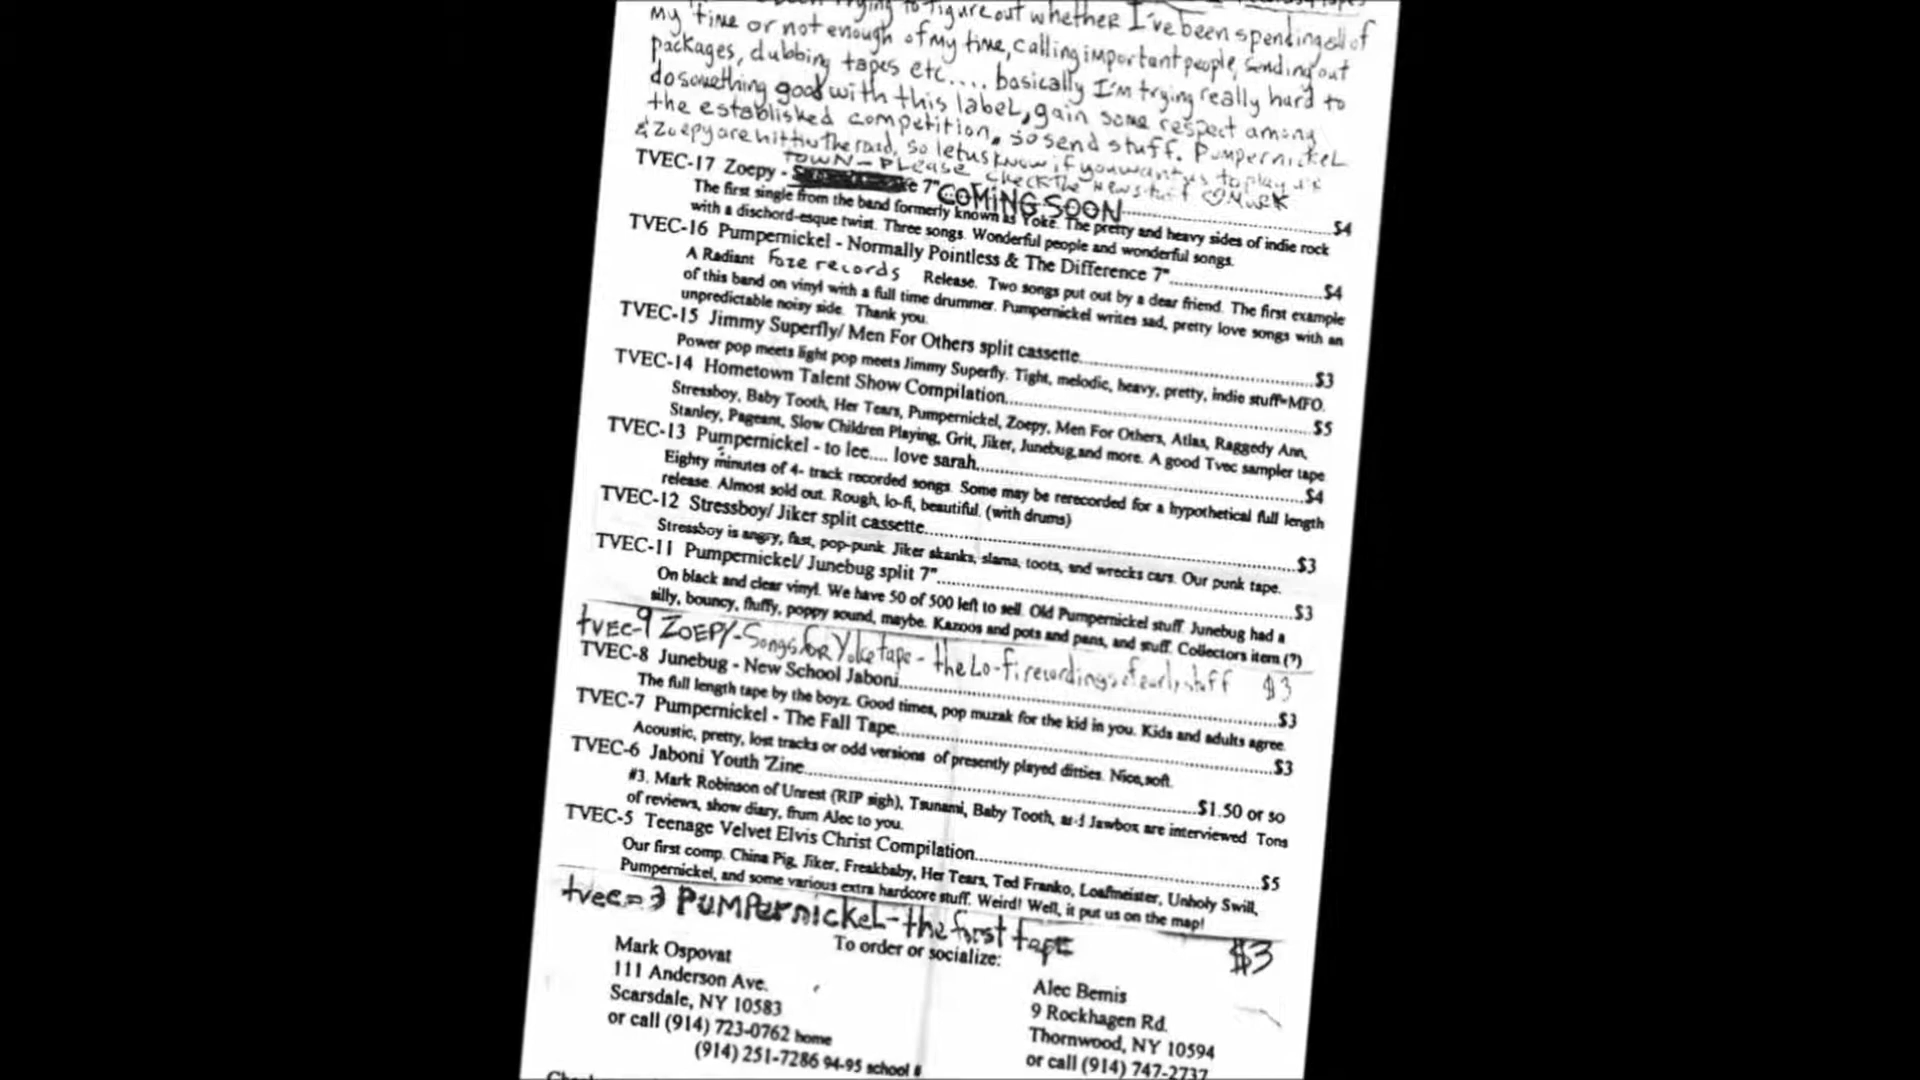 trying to figure out whether I've been spending all of
my time or not enough of my time, calling important people, sending out
packages, dubbing tapes etc.... basically I'm trying really hard to
do something good with this label, gain some respect among
the established competition, so send stuff. Pumpernickel
& Zoepy are hittin the road, so let us know if you want us to play in
town - Please check the new stuff ♡ Mark
TVEC-17 Zoepy - 7" COMING SOON $4
The first single from the band formerly known as Yoke. The pretty and heavy sides of indie rock
with a dischord-esque twist. Three songs. Wonderful people and wonderful songs.
TVEC-16 Pumpernickel - Normally Pointless & The Difference 7" $4
A Radiant Foze records Release. Two songs put out by a dear friend. The first example
of this band on vinyl with a full time drummer. Pumpernickel writes sad, pretty love songs with an
unpredictable noisy side. Thank you.
TVEC-15 Jimmy Superfly/ Men For Others split cassette $3
Power pop meets light pop meets Jimmy Superfly. Tight, melodic, heavy, pretty, indie stuff=MFO.
TVEC-14 Hometown Talent Show Compilation $5
Stressboy, Baby Tooth, Her Tears, Pumpernickel, Zoepy, Men For Others, Atlas, Raggedy Ann,
Stanley, Pageant, Slow Children Playing, Grit, Jiker, Junebug,and more. A good Tvec sampler tape
TVEC-13 Pumpernickel - to lee.... love sarah $4
Eighty minutes of 4- track recorded songs. Some may be rerecorded for a hypothetical full length
release. Almost sold out. Rough, lo-fi, beautiful. (with drums)
TVEC-12 Stressboy/ Jiker split cassette $3
Stressboy is angry, fast, pop-punk. Jiker skanks, slams, toots, and wrecks cars. Our punk tape.
TVEC-11 Pumpernickel/ Junebug split 7" $3
On black and clear vinyl. We have 50 of 500 left to sell. Old Pumpernickel stuff. Junebug had a
silly, bouncy, fluffy, poppy sound, maybe. Kazoos and pots and pans, and stuff. Collectors item (?)
tvec-9 ZOEPY-Songs for Yoke tape - the Lo-fi recordings of early stuff $3
TVEC-8 Junebug - New School Jaboni $3
The full length tape by the boyz. Good times, pop muzak for the kid in you. Kids and adults agree.
TVEC-7 Pumpernickel - The Fall Tape $3
Acoustic, pretty, lost tracks or odd versions of presently played ditties. Nice,soft.
TVEC-6 Jaboni Youth 'Zine $1.50 or so
#3. Mark Robinson of Unrest (RIP sigh), Tsunami, Baby Tooth, and Jawbox are interviewed Tons
of reviews, show diary, frum Alec to you.
TVEC-5 Teenage Velvet Elvis Christ Compilation $5
Our first comp. China Pig, Jiker, Freakbaby, Her Tears, Ted Franko, Loafmeister, Unholy Swill,
Pumpernickel, and some various extra hardcore stuff. Weird! Well, it put us on the map!
tvec-3 PUMPernickel-the first tape $3
To order or socialize:
Mark Ospovat
111 Anderson Ave.
Scarsdale, NY 10583
or call (914) 723-0762 home
(914) 251-7286 94-95 school #
Alec Bemis
9 Rockhagen Rd.
Thornwood, NY 10594
or call (914) 747-2737